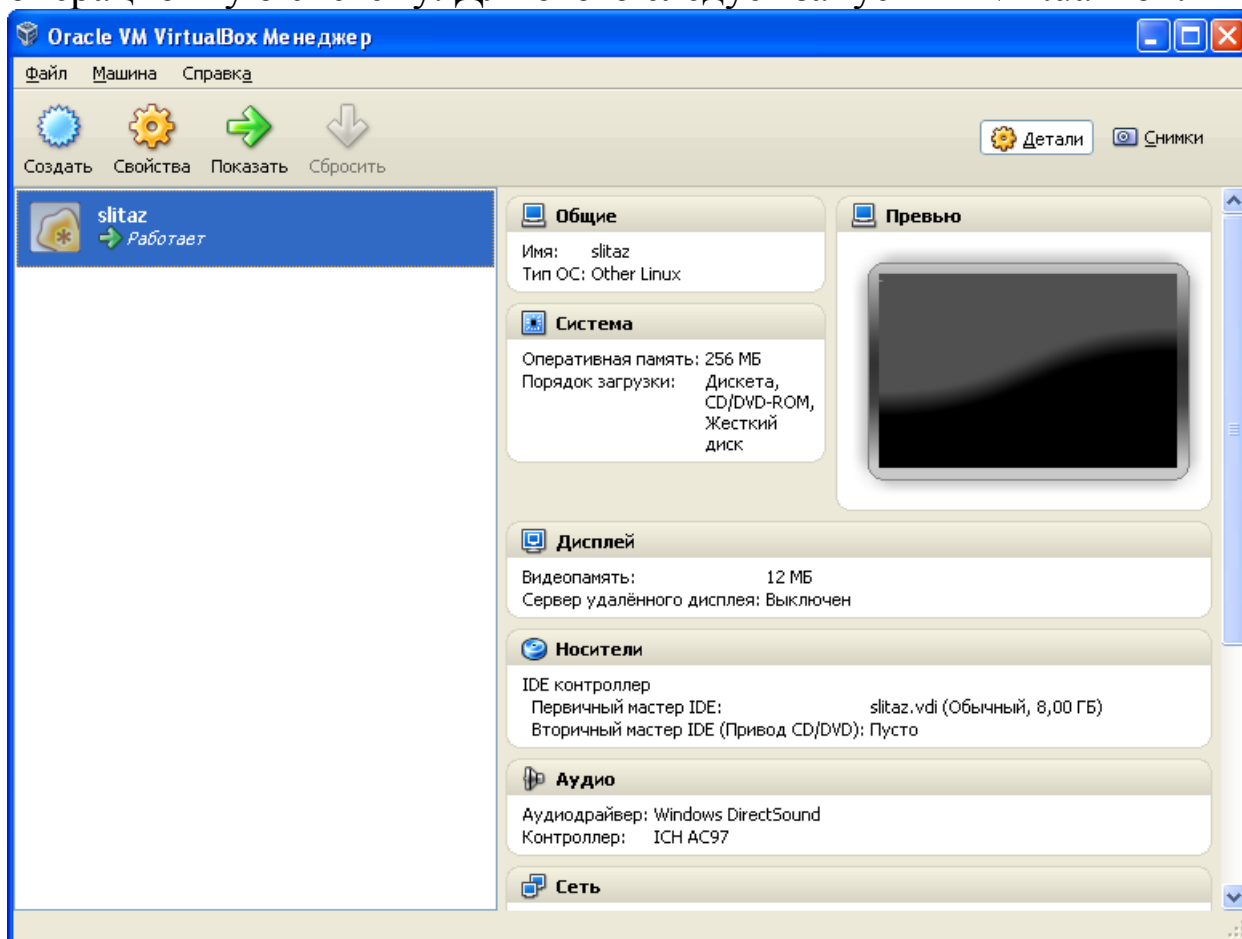 Oracle VM VirtualBox Менеджер
Файл Машина Справка
Создать Свойства Показать Сбросить
Детали Снимки
slitaz
Работает
Общие
Имя: slitaz
Тип ОС: Other Linux
Превью
Система
Оперативная память: 256 МБ
Порядок загрузки: Дискета,
CD/DVD-ROM,
Жесткий
диск
Дисплей
Видеопамять: 12 МБ
Сервер удалённого дисплея: Выключен
Носители
IDE контроллер
Первичный мастер IDE: slitaz.vdi (Обычный, 8,00 ГБ)
Вторичный мастер IDE (Привод CD/DVD): Пусто
Аудио
Аудиодрайвер: Windows DirectSound
Контроллер: ICH AC97
Сеть